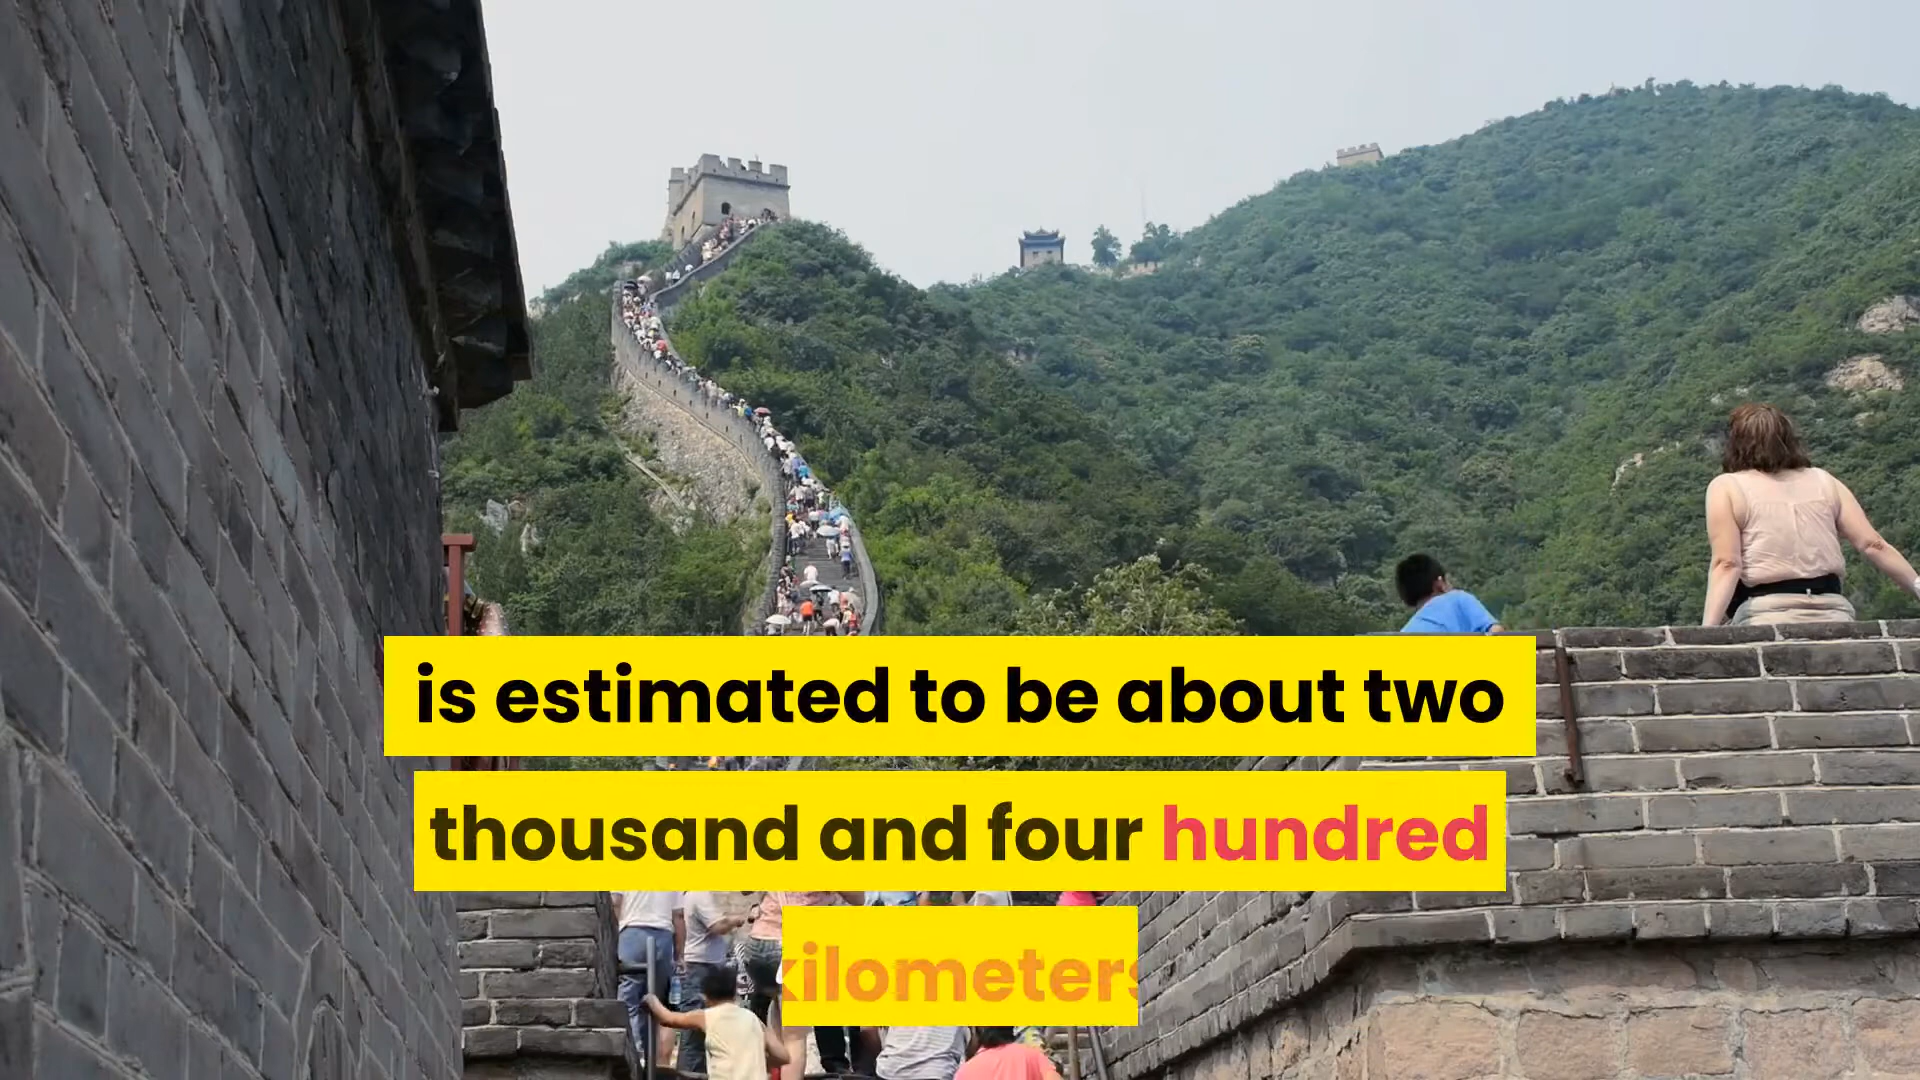 is estimated to be about two
thousand and four hundred
kilometers